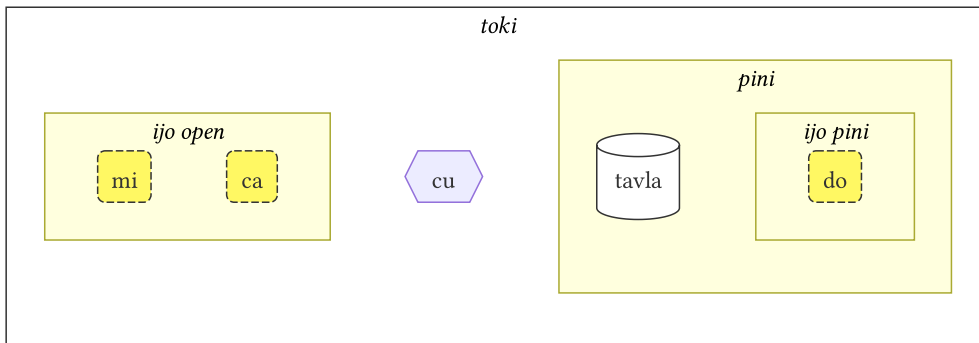 toki
pini
ijo open
ijo pini
mi
ca
cu
tavla
do